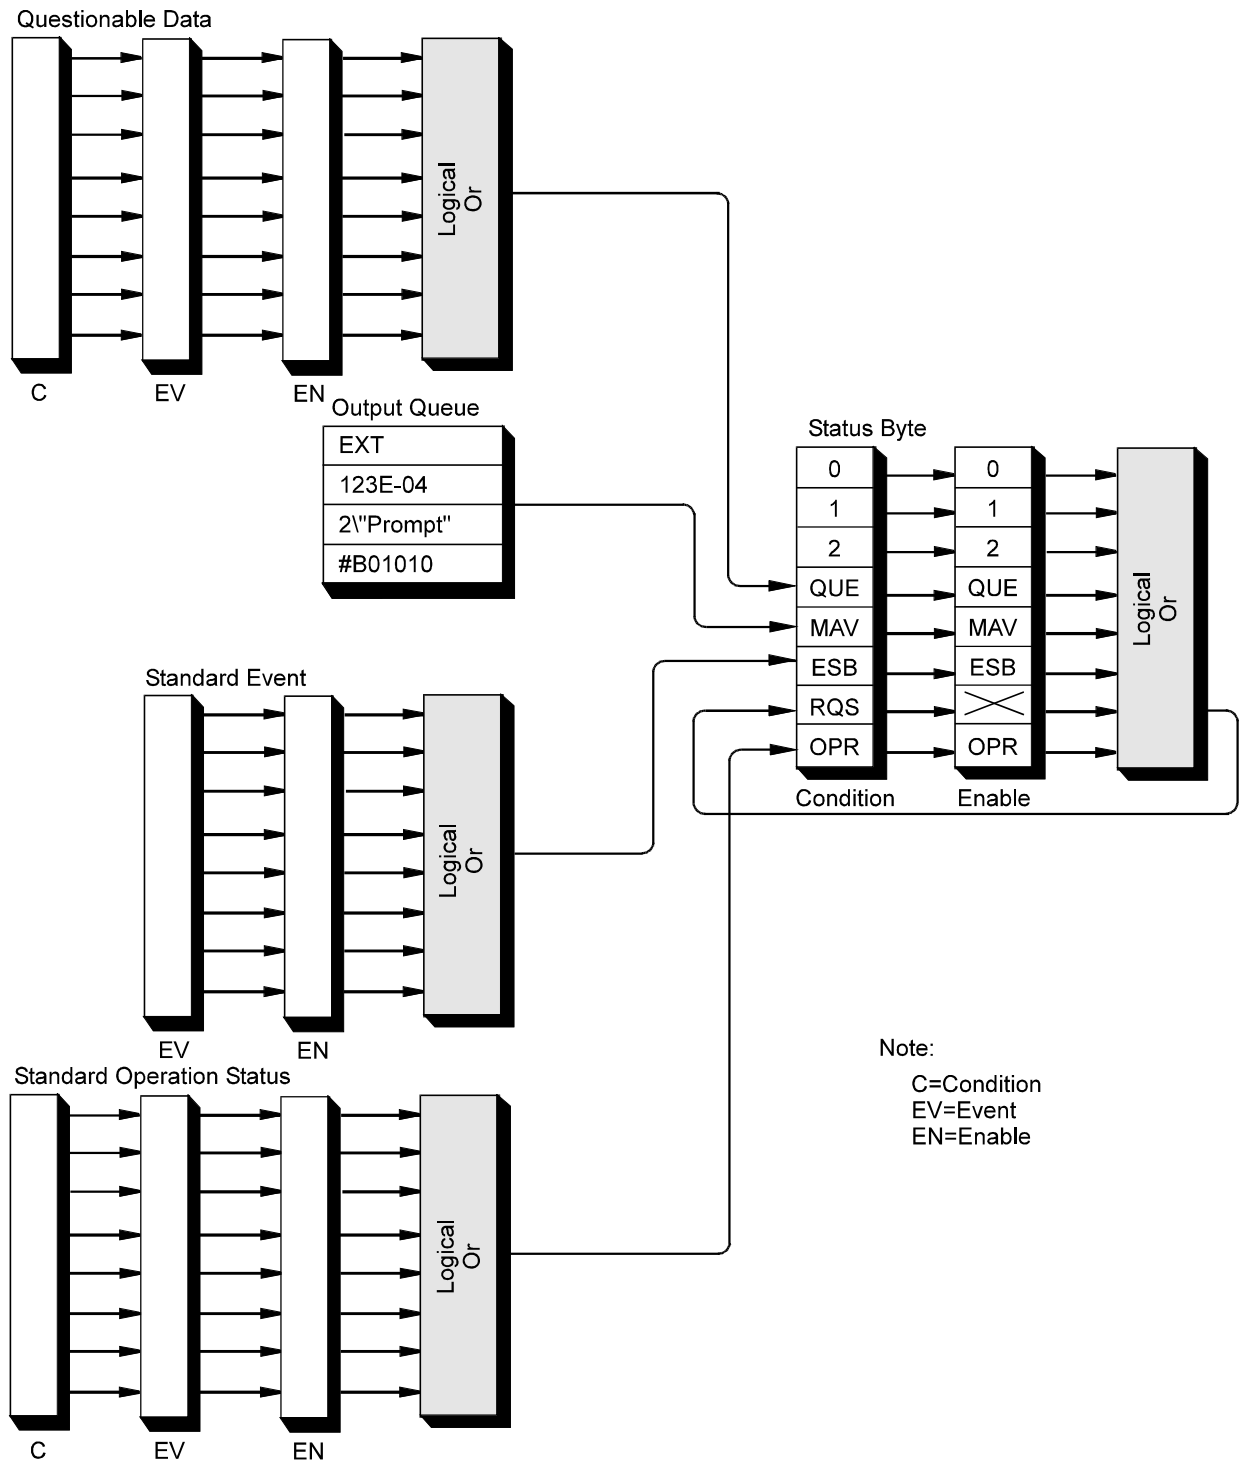 Questionable Data
Logical
Or
C
EV
EN
Output Queue
EXT
123E-04
2\"Prompt"
#B01010
Status Byte
0
1
2
QUE
MAV
ESB
RQS
OPR
Condition
0
1
2
QUE
MAV
ESB
OPR
Enable
Logical
Or
Standard Event
Logical
Or
EV
EN
Standard Operation Status
Logical
Or
C
EV
EN
Note:
C=Condition
EV=Event
EN=Enable